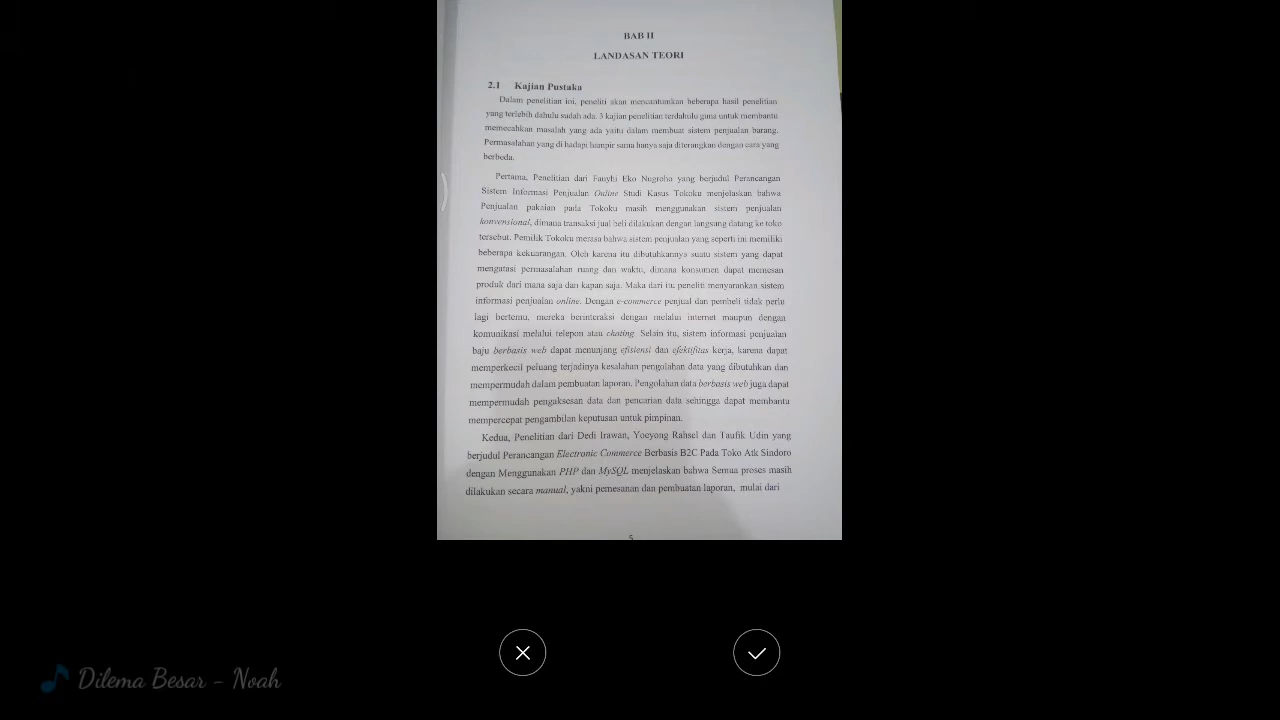 BAB II
LANDASAN TEORI
2.1 Kajian Pustaka
Dalam penelitian ini, peneliti akan mencantumkan beberapa hasil penelitian
yang terlebih dahulu sudah ada. 3 kajian penelitian terdahulu guna untuk membantu
memecahkan masalah yang ada yaitu dalam membuat sistem penjualan barang.
Permasalahan yang di hadapi hampir sama hanya saja diterangkan dengan cara yang
berbeda.
Pertama, Penelitian dari Fauyhi Eko Nugroho yang berjudul Perancangan
Sistem Informasi Penjualan Online Studi Kasus Tokoku menjelaskan bahwa
Penjualan pakaian pada Tokoku masih menggunakan sistem penjualan
konvensional, dimana transaksi jual beli dilakukan dengan langsung datang ke toko
tersebut. Pemilik Tokoku merasa bahwa sistem penjualan yang seperti ini memiliki
beberapa kekuarangan. Oleh karena itu dibutuhkannya suatu sistem yang dapat
mengatasi permasalahan ruang dan waktu, dimana konsumen dapat memesan
produk dari mana saja dan kapan saja. Maka dari itu peneliti menyarankan sistem
informasi penjualan online. Dengan e-commerce penjual dan pembeli tidak perlu
lagi bertemu, mereka berinteraksi dengan melalui internet maupun dengan
komunikasi melalui telepon atau chating. Selain itu, sistem informasi penjualan
baju berbasis web dapat menunjang efisiensi dan efektifitas kerja, karena dapat
memperkecil peluang terjadinya kesalahan pengolahan data yang dibutuhkan dan
mempermudah dalam pembuatan laporan. Pengolahan data berbasis web juga dapat
mempermudah pengaksesan data dan pencarian data sehingga dapat membantu
mempercepat pengambilan keputusan untuk pimpinan.
Kedua, Penelitian dari Dedi Irawan, Yoeyong Rahsel dan Taufik Udin yang
berjudul Perancangan Electronic Commerce Berbasis B2C Pada Toko Atk Sindoro
dengan Menggunakan PHP dan MySQL menjelaskan bahwa Semua proses masih
dilakukan secara manual, yakni pemesanan dan pembuatan laporan, mulai dari
5
Dilema Besar - Noah